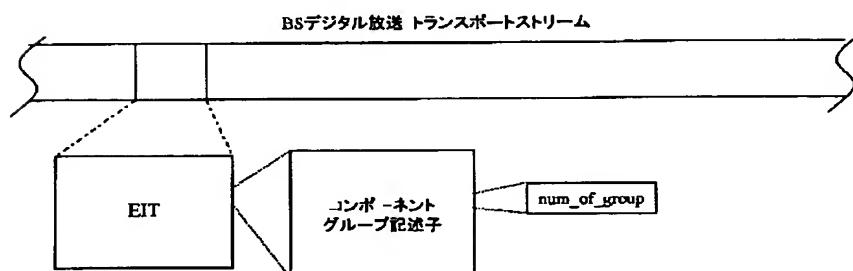 BSデジタル放送 トランスポートストリーム
EIT
コンポーネント
グループ記述子
num_of_group